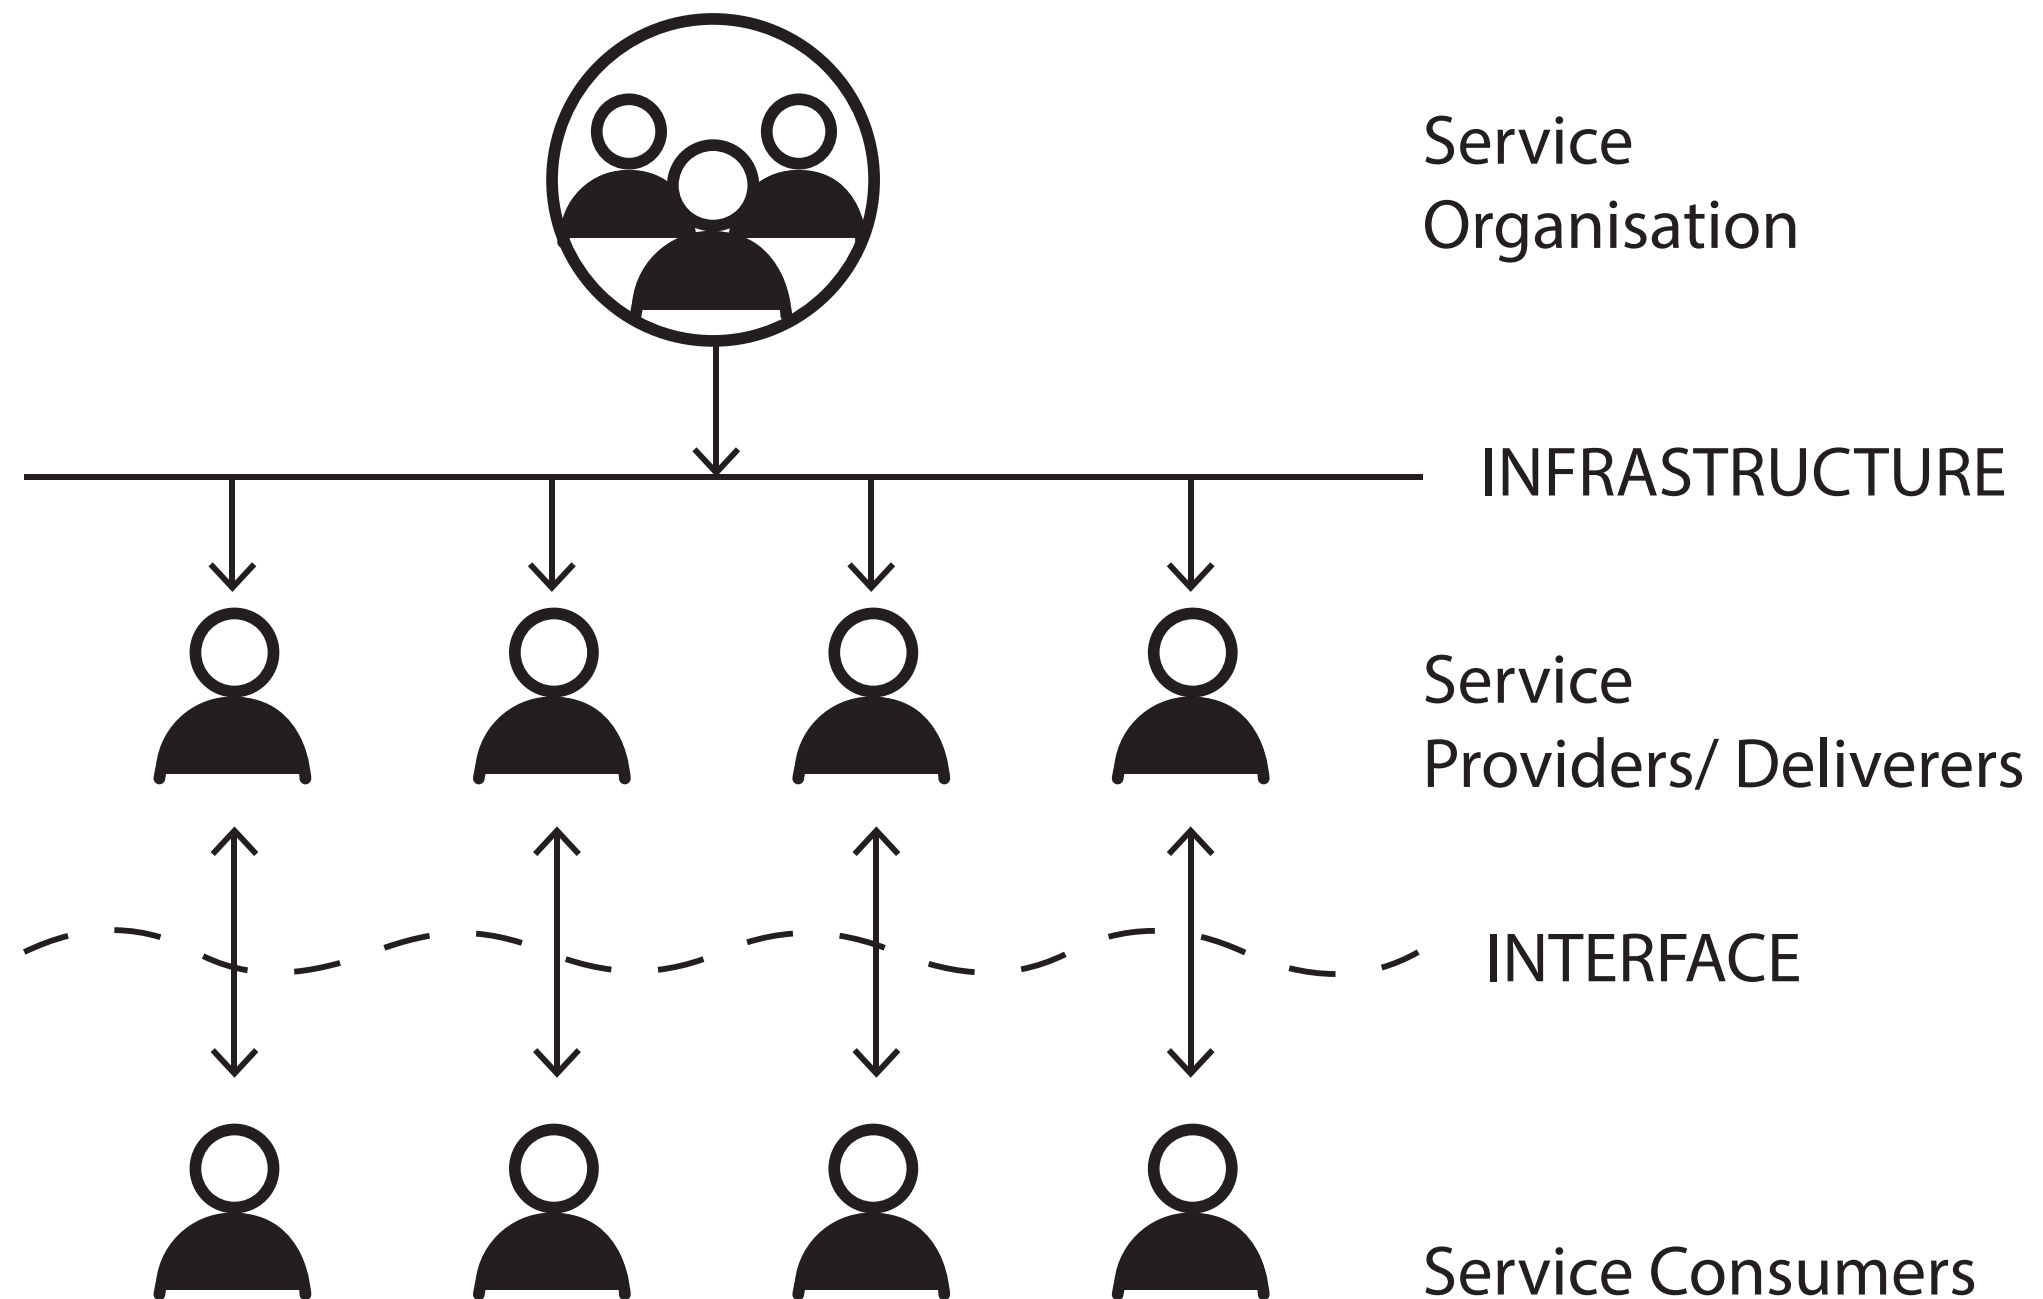 Service
Organisation
INFRASTRUCTURE
Service
Providers/ Deliverers
INTERFACE
Service Consumers